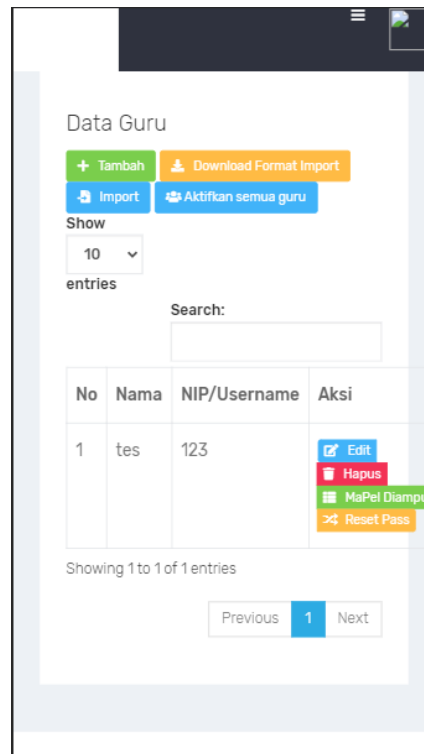 Data Guru
Tambah Download Format Import
Import Aktifkan semua guru
Show
10
entries
Search:
No Nama NIP/Username Aksi
1 tes 123 Edit
Hapus
MaPel Diampu
Reset Pass
Showing 1 to 1 of 1 entries
Previous 1 Next